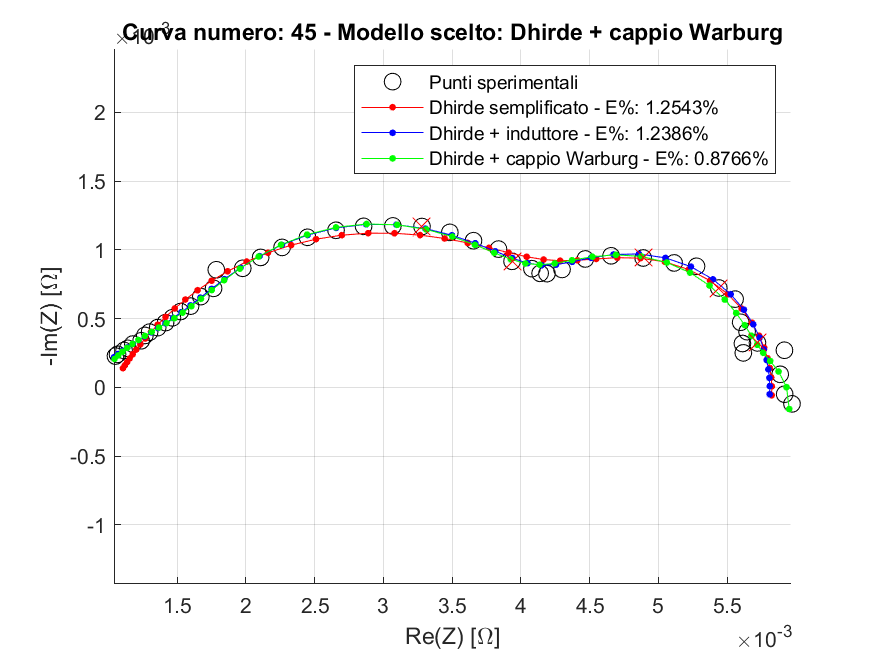 Curva numero: 45 - Modello scelto: Dhirde + cappio Warburg
×10⁻³
Punti sperimentali
Dhirde semplificato - E%: 1.2543%
Dhirde + induttore - E%: 1.2386%
Dhirde + cappio Warburg - E%: 0.8766%
2
1.5
1
0.5
0
-0.5
-1
-Im(Z) [Ω]
1.5 2 2.5 3 3.5 4 4.5 5 5.5
Re(Z) [Ω]
×10⁻³